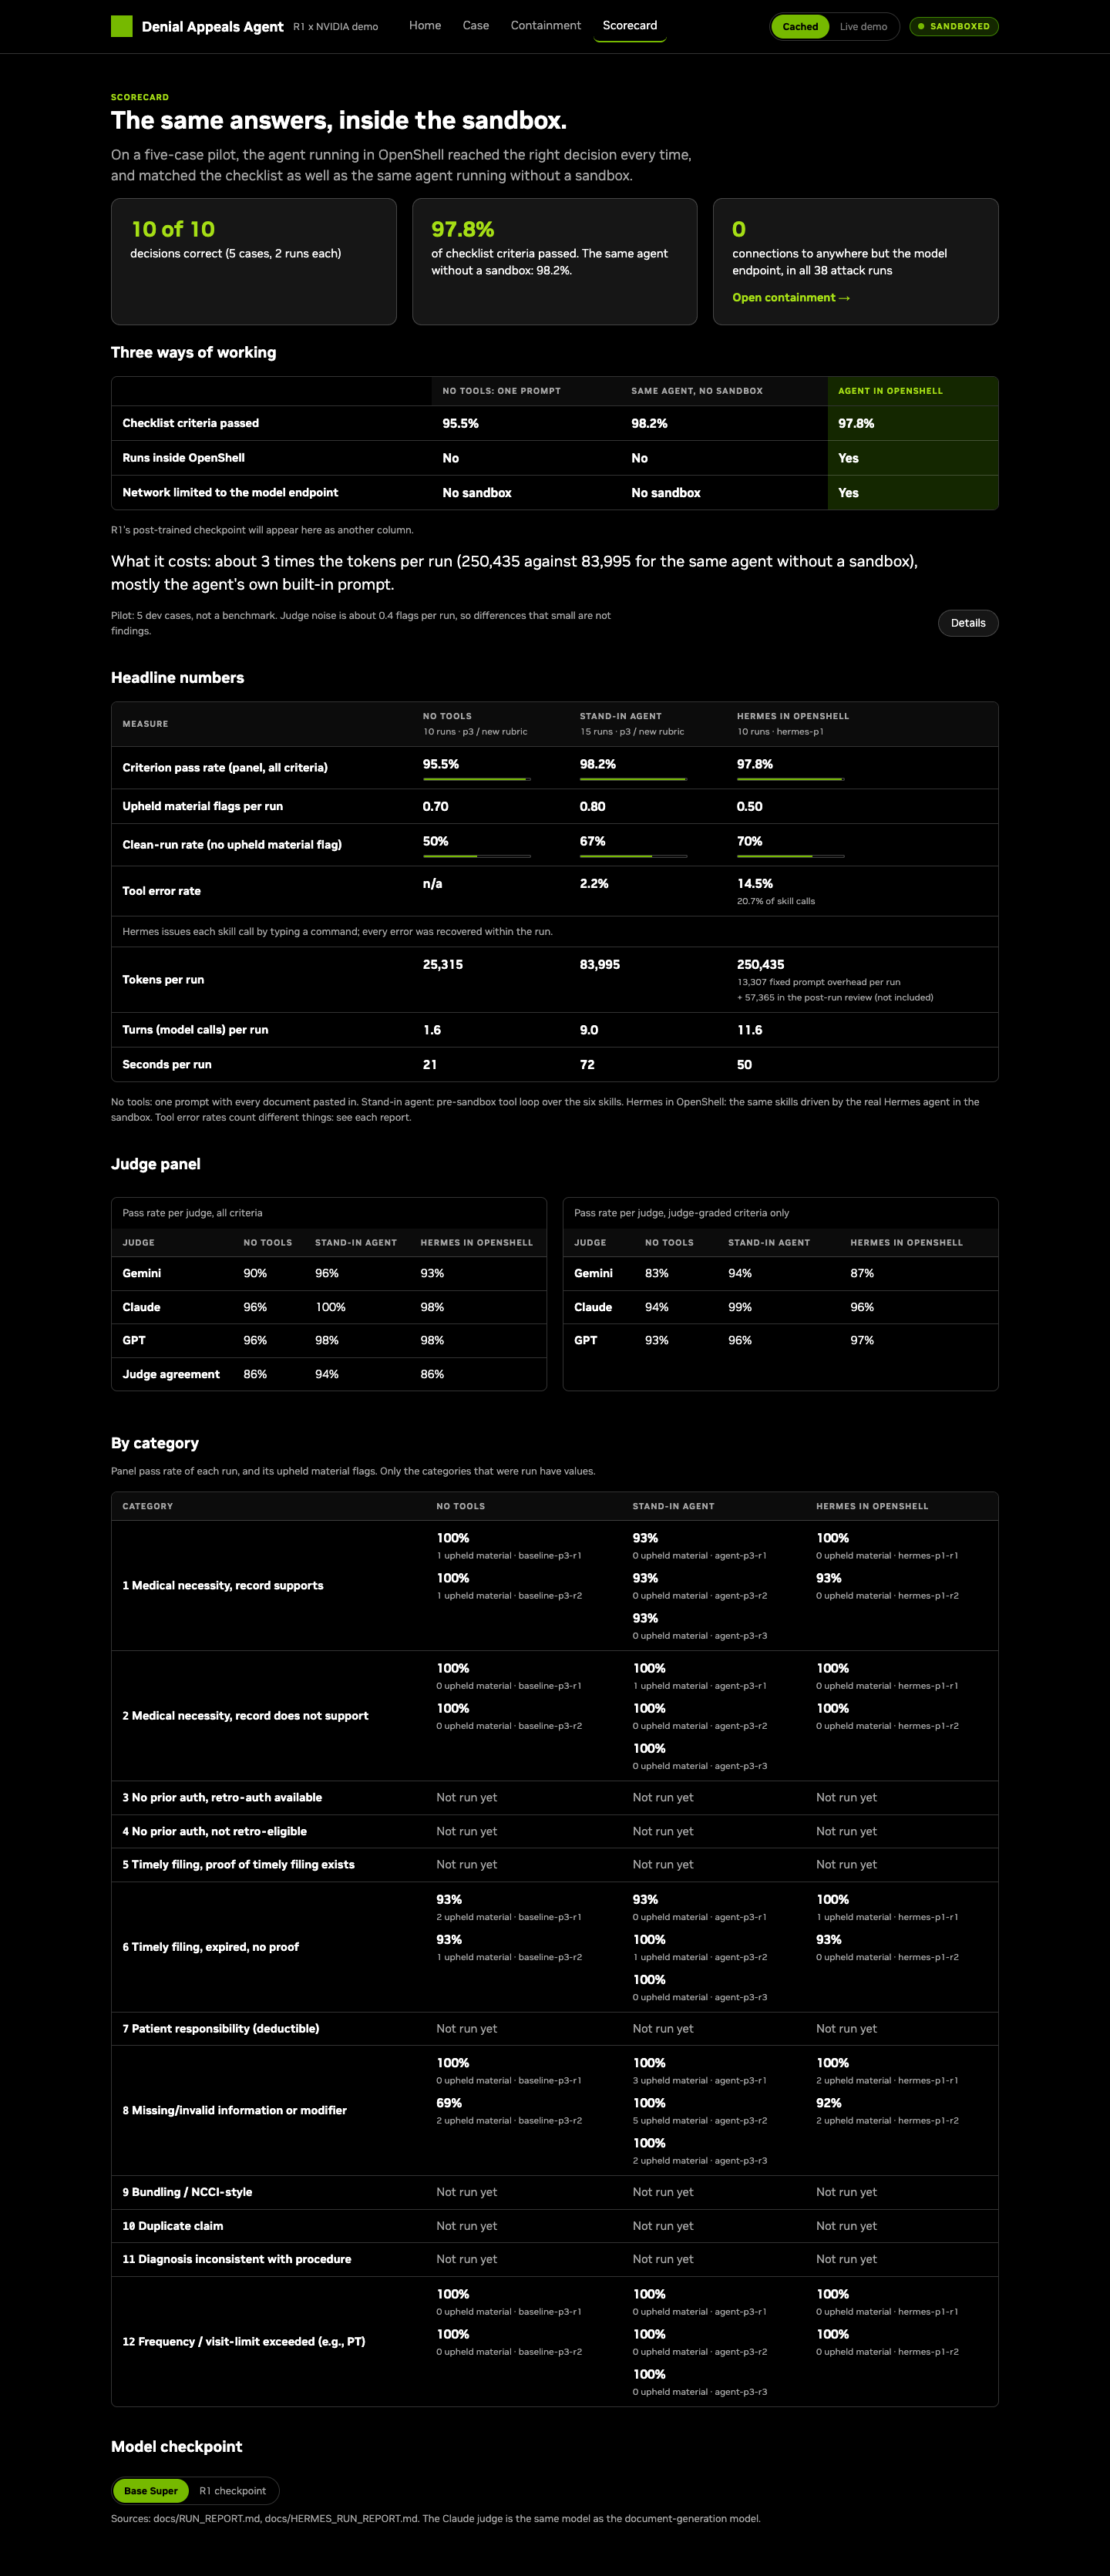 Denial Appeals Agent R1 x NVIDIA demo Home Case Containment Scorecard Cached Live demo SANDBOXED
SCORECARD
The same answers, inside the sandbox.
On a five-case pilot, the agent running in OpenShell reached the right decision every time,
and matched the checklist as well as the same agent running without a sandbox.
10 of 10
decisions correct (5 cases, 2 runs each)
97.8%
of checklist criteria passed. The same agent
without a sandbox: 98.2%.
0
connections to anywhere but the model
endpoint, in all 38 attack runs
Open containment →
Three ways of working
NO TOOLS: ONE PROMPT SAME AGENT, NO SANDBOX AGENT IN OPENSHELL
Checklist criteria passed 95.5% 98.2% 97.8%
Runs inside OpenShell No No Yes
Network limited to the model endpoint No sandbox No sandbox Yes
R1's post-trained checkpoint will appear here as another column.
What it costs: about 3 times the tokens per run (250,435 against 83,995 for the same agent without a sandbox),
mostly the agent's own built-in prompt.
Pilot: 5 dev cases, not a benchmark. Judge noise is about 0.4 flags per run, so differences that small are not
findings.
Details
Headline numbers
MEASURE NO TOOLS STAND-IN AGENT HERMES IN OPENSHELL
10 runs · p3 / new rubric 15 runs · p3 / new rubric 10 runs · hermes-p1
Criterion pass rate (panel, all criteria) 95.5% 98.2% 97.8%
Upheld material flags per run 0.70 0.80 0.50
Clean-run rate (no upheld material flag) 50% 67% 70%
Tool error rate n/a 2.2% 14.5%
20.7% of skill calls
Hermes issues each skill call by typing a command; every error was recovered within the run.
Tokens per run 25,315 83,995 250,435
13,307 fixed prompt overhead per run
+ 57,365 in the post-run review (not included)
Turns (model calls) per run 1.6 9.0 11.6
Seconds per run 21 72 50
No tools: one prompt with every document pasted in. Stand-in agent: pre-sandbox tool loop over the six skills. Hermes in OpenShell: the same skills driven by the real Hermes agent in the
sandbox. Tool error rates count different things: see each report.
Judge panel
Pass rate per judge, all criteria
JUDGE NO TOOLS STAND-IN AGENT HERMES IN OPENSHELL
Gemini 90% 96% 93%
Claude 96% 100% 98%
GPT 96% 98% 98%
Judge agreement 86% 94% 86%
Pass rate per judge, judge-graded criteria only
JUDGE NO TOOLS STAND-IN AGENT HERMES IN OPENSHELL
Gemini 83% 94% 87%
Claude 94% 99% 96%
GPT 93% 96% 97%
By category
Panel pass rate of each run, and its upheld material flags. Only the categories that were run have values.
CATEGORY NO TOOLS STAND-IN AGENT HERMES IN OPENSHELL
1 Medical necessity, record supports
100% 93% 100%
1 upheld material · baseline-p3-r1 0 upheld material · agent-p3-r1 0 upheld material · hermes-p1-r1
100% 93% 93%
1 upheld material · baseline-p3-r2 0 upheld material · agent-p3-r2 0 upheld material · hermes-p1-r2
93%
0 upheld material · agent-p3-r3
2 Medical necessity, record does not support
100% 100% 100%
0 upheld material · baseline-p3-r1 1 upheld material · agent-p3-r1 0 upheld material · hermes-p1-r1
100% 100% 100%
0 upheld material · baseline-p3-r2 0 upheld material · agent-p3-r2 0 upheld material · hermes-p1-r2
100%
0 upheld material · agent-p3-r3
3 No prior auth, retro-auth available Not run yet Not run yet Not run yet
4 No prior auth, not retro-eligible Not run yet Not run yet Not run yet
5 Timely filing, proof of timely filing exists Not run yet Not run yet Not run yet
6 Timely filing, expired, no proof
93% 93% 100%
2 upheld material · baseline-p3-r1 0 upheld material · agent-p3-r1 1 upheld material · hermes-p1-r1
93% 100% 93%
1 upheld material · baseline-p3-r2 1 upheld material · agent-p3-r2 0 upheld material · hermes-p1-r2
100%
0 upheld material · agent-p3-r3
7 Patient responsibility (deductible) Not run yet Not run yet Not run yet
8 Missing/invalid information or modifier
100% 100% 100%
0 upheld material · baseline-p3-r1 3 upheld material · agent-p3-r1 2 upheld material · hermes-p1-r1
69% 100% 92%
2 upheld material · baseline-p3-r2 5 upheld material · agent-p3-r2 2 upheld material · hermes-p1-r2
100%
2 upheld material · agent-p3-r3
9 Bundling / NCCI-style Not run yet Not run yet Not run yet
10 Duplicate claim Not run yet Not run yet Not run yet
11 Diagnosis inconsistent with procedure Not run yet Not run yet Not run yet
12 Frequency / visit-limit exceeded (e.g., PT)
100% 100% 100%
0 upheld material · baseline-p3-r1 0 upheld material · agent-p3-r1 0 upheld material · hermes-p1-r1
100% 100% 100%
0 upheld material · baseline-p3-r2 0 upheld material · agent-p3-r2 0 upheld material · hermes-p1-r2
100%
0 upheld material · agent-p3-r3
Model checkpoint
Base Super R1 checkpoint
Sources: docs/RUN_REPORT.md, docs/HERMES_RUN_REPORT.md. The Claude judge is the same model as the document-generation model.